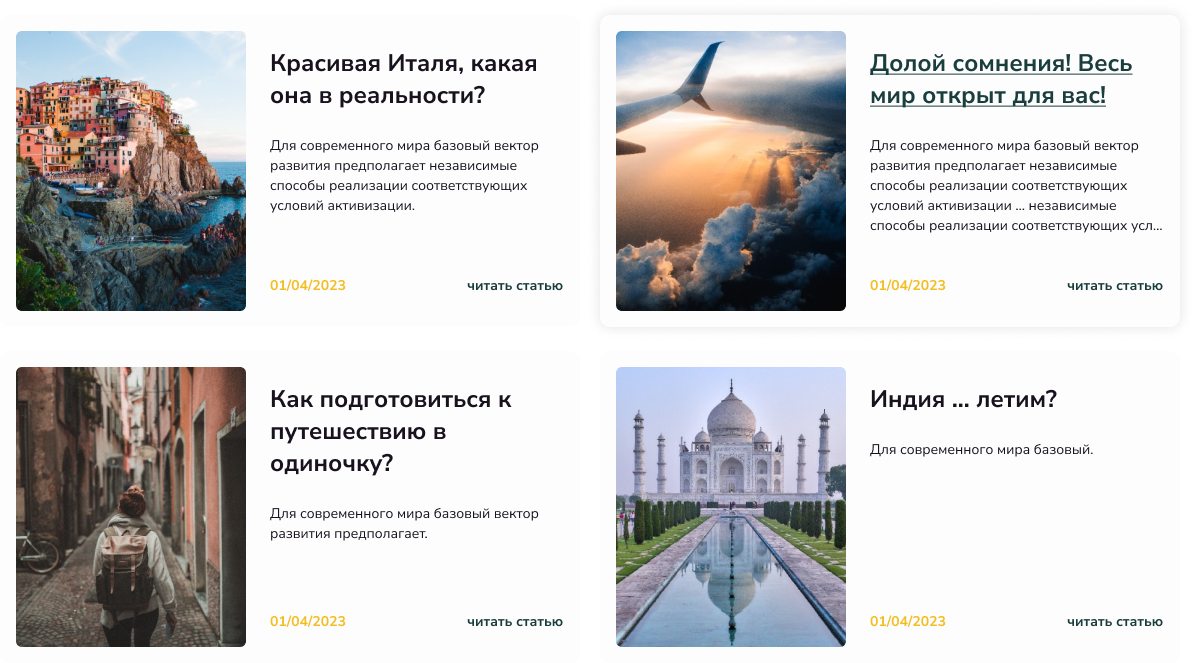 Красивая Италя, какая
она в реальности?
Для современного мира базовый вектор
развития предполагает независимые
способы реализации соответствующих
условий активизации.
01/04/2023
читать статью
Долой сомнения! Весь
мир открыт для вас!
Для современного мира базовый вектор
развития предполагает независимые
способы реализации соответствующих
условий активизации ... независимые
способы реализации соответствующих усл...
01/04/2023
читать статью
Как подготовиться к
путешествию в
одиночку?
Для современного мира базовый вектор
развития предполагает.
01/04/2023
читать статью
Индия ... летим?
Для современного мира базовый.
01/04/2023
читать статью